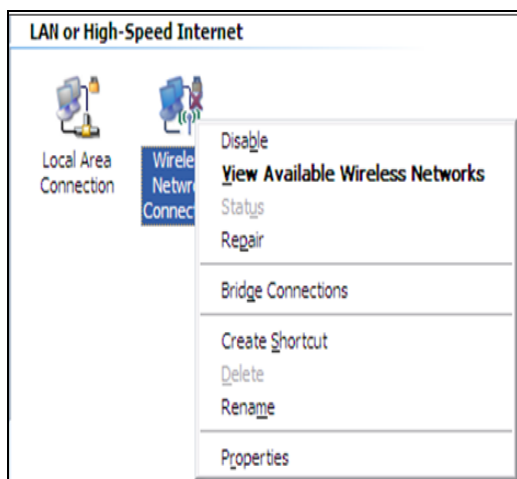 LAN or High-Speed Internet
Local Area
Connection
Disable
View Available Wireless Networks
Status
Repair
Bridge Connections
Create Shortcut
Delete
Rename
Properties